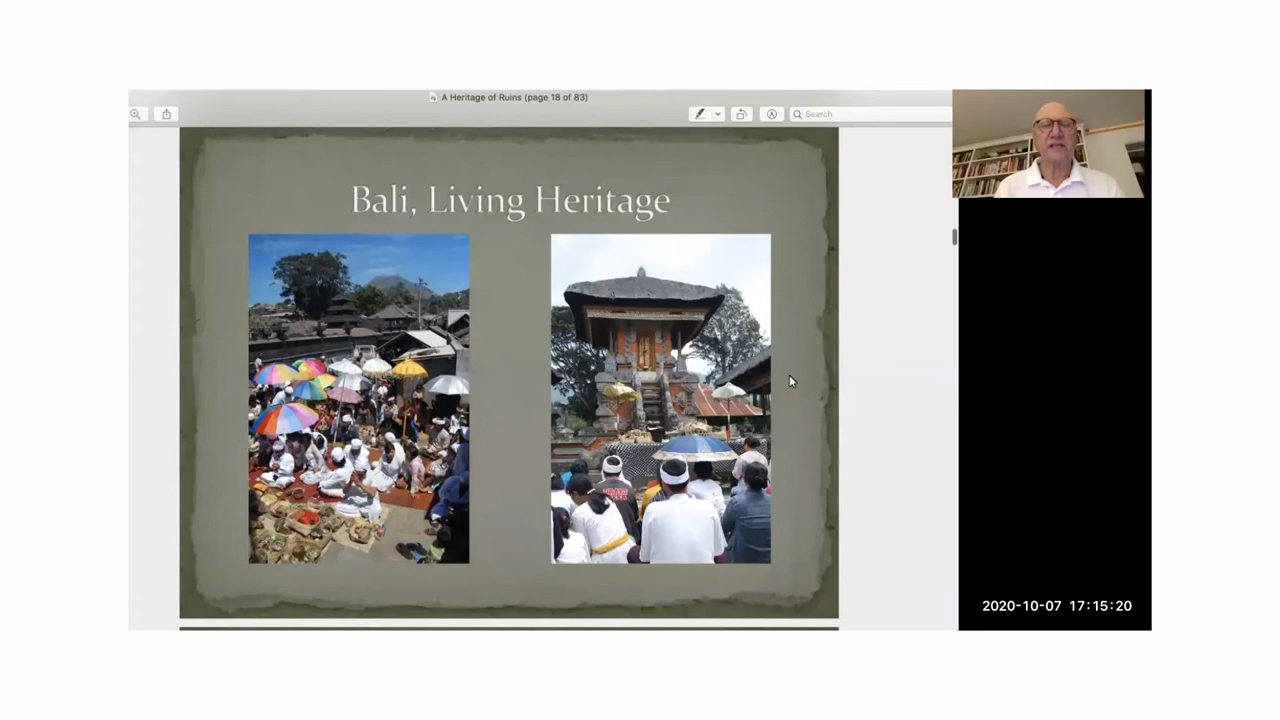 A Heritage of Ruins (page 18 of 83)
Search
Bali, Living Heritage
2020-10-07 17:15:20